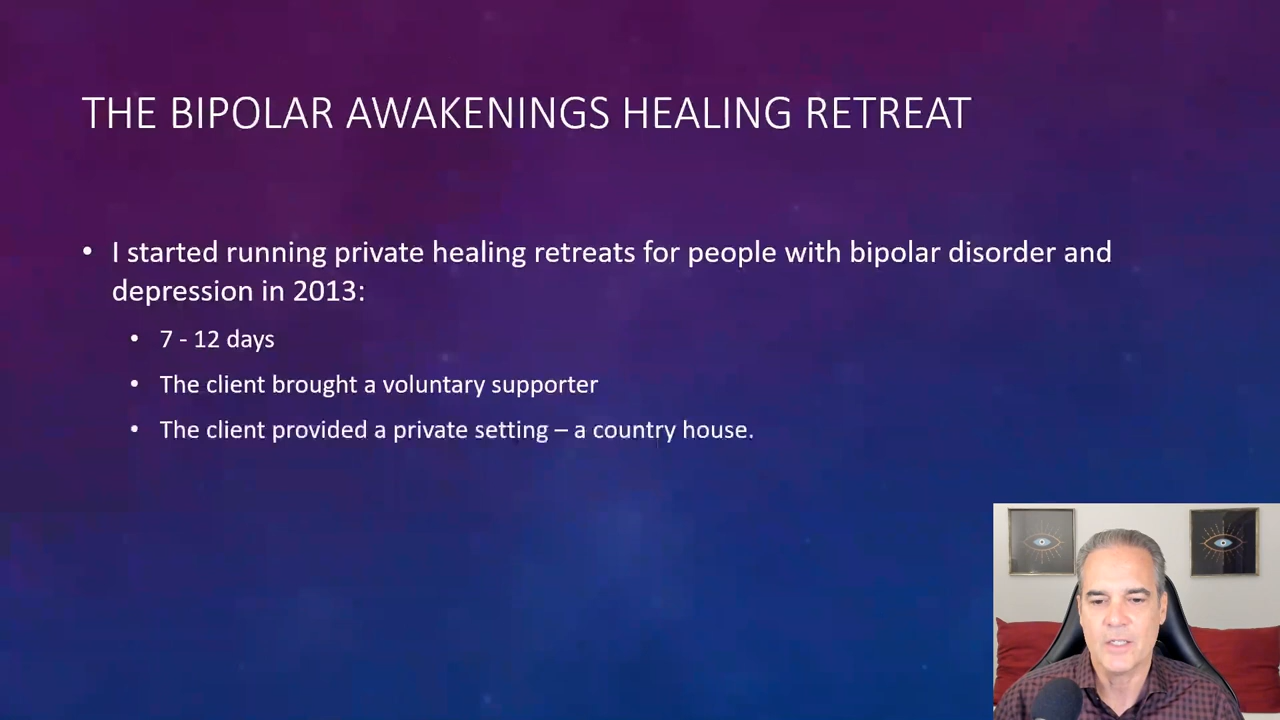 THE BIPOLAR AWAKENINGS HEALING RETREAT
• I started running private healing retreats for people with bipolar disorder and
depression in 2013:
• 7 - 12 days
• The client brought a voluntary supporter
• The client provided a private setting – a country house.